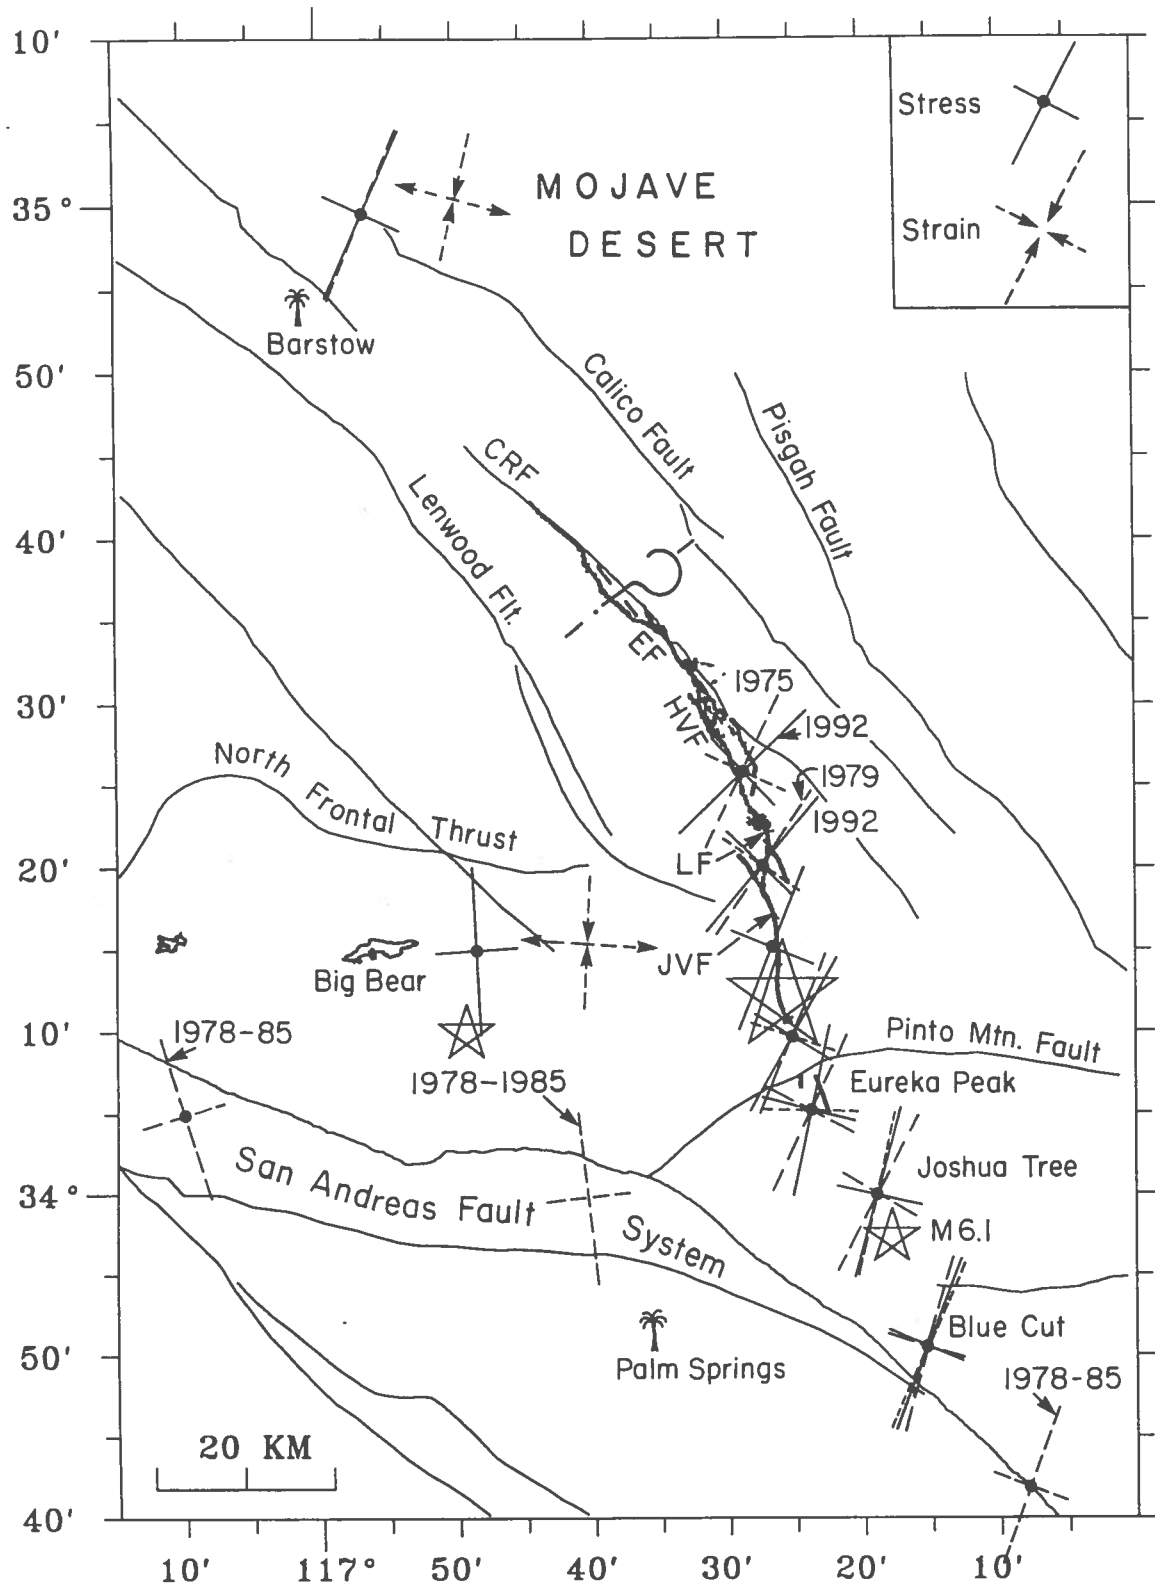 10'
Stress
MOJAVE
35°
DESERT
Strain
Barstow
50'
Calico Fault
Pisgah Fault
CRF
Lenwood Flt.
40'
EF
1975
30'
HVF
1992
North Frontal Thrust
1979
1992
LF
20'
JVF
Big Bear
10'
1978-85
Pinto Mtn. Fault
1978-1985
Eureka Peak
San Andreas Fault System
Joshua Tree
34°
M6.1
Blue Cut
50'
Palm Springs
1978-85
20 KM
40'
10'
117°
50'
40'
30'
20'
10'